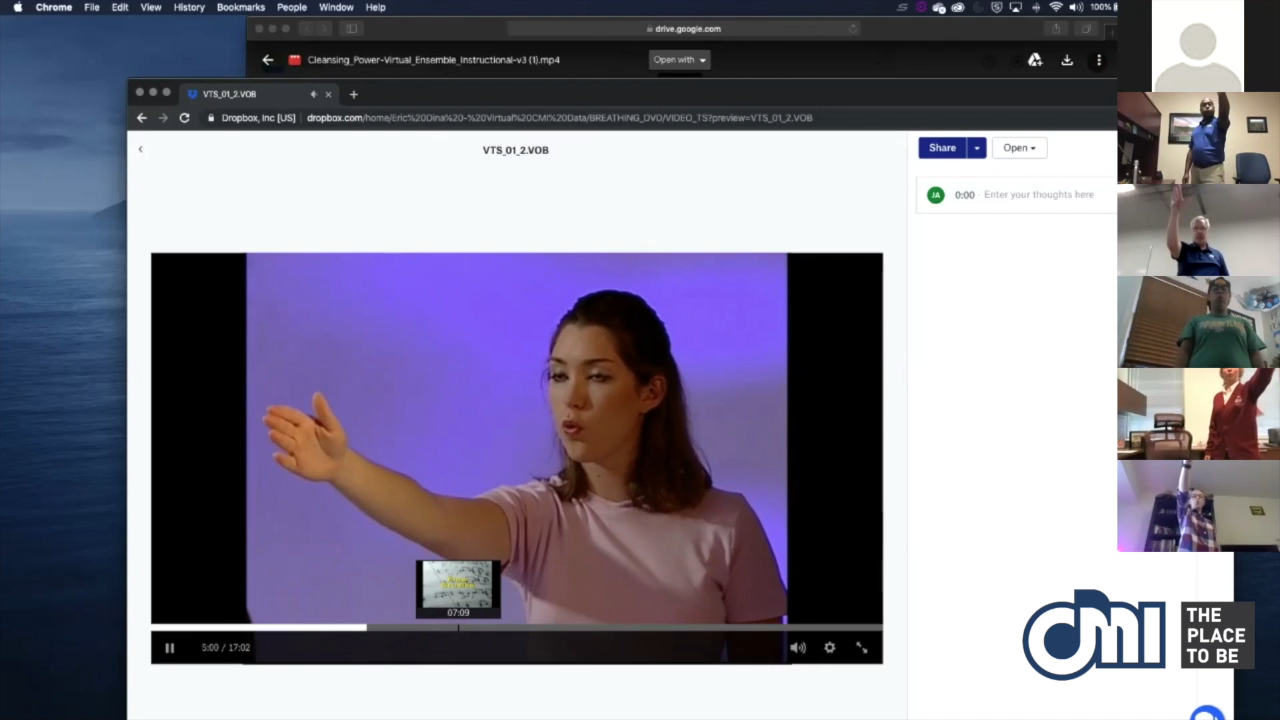 Chrome File Edit View History Bookmarks People Window Help 100%
drive.google.com
Cleansing_Power-Virtual_Ensemble_Instructional-v3 (1).mp4
Open with
VTS_01_2.VOB
Dropbox, Inc [US] dropbox.com/home/Eric%20Dina%20-%20Virtual%20CMI%20Data/BREATHING_DVD/VIDEO_TS?preview=VTS_01_2.VOB
VTS_01_2.VOB
Share
Open
JA
0:00
Enter your thoughts here
07:09
5:00 / 17:02
cmi
THE
PLACE
TO BE